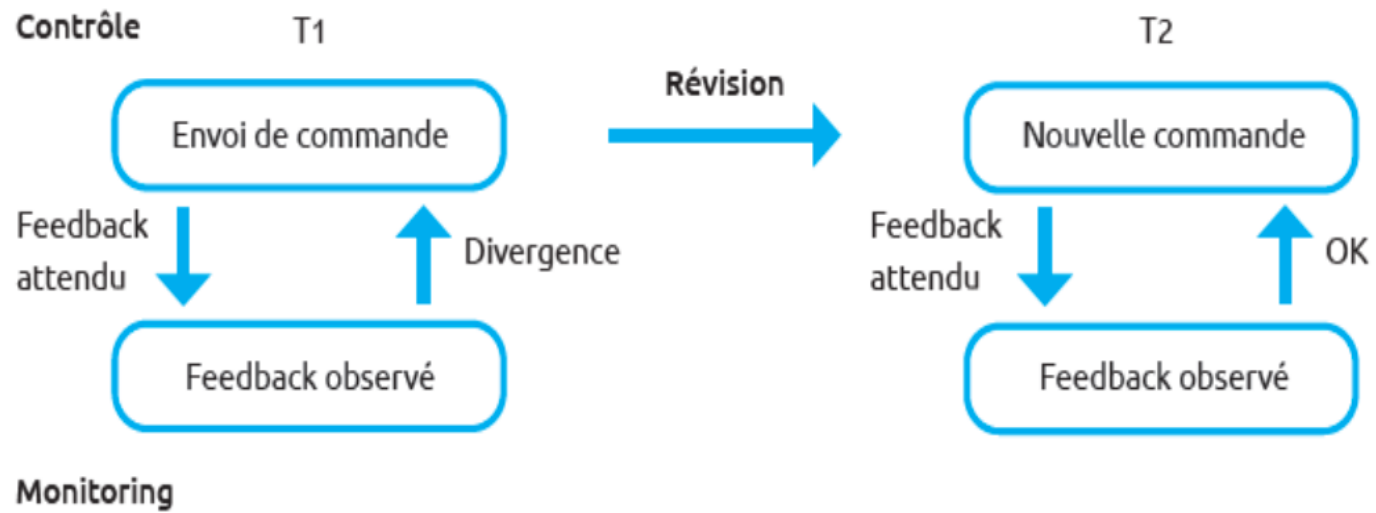 Contrôle
T1
T2
Révision
Envoi de commande
Nouvelle commande
Feedback
attendu
Divergence
Feedback
attendu
OK
Feedback observé
Feedback observé
Monitoring